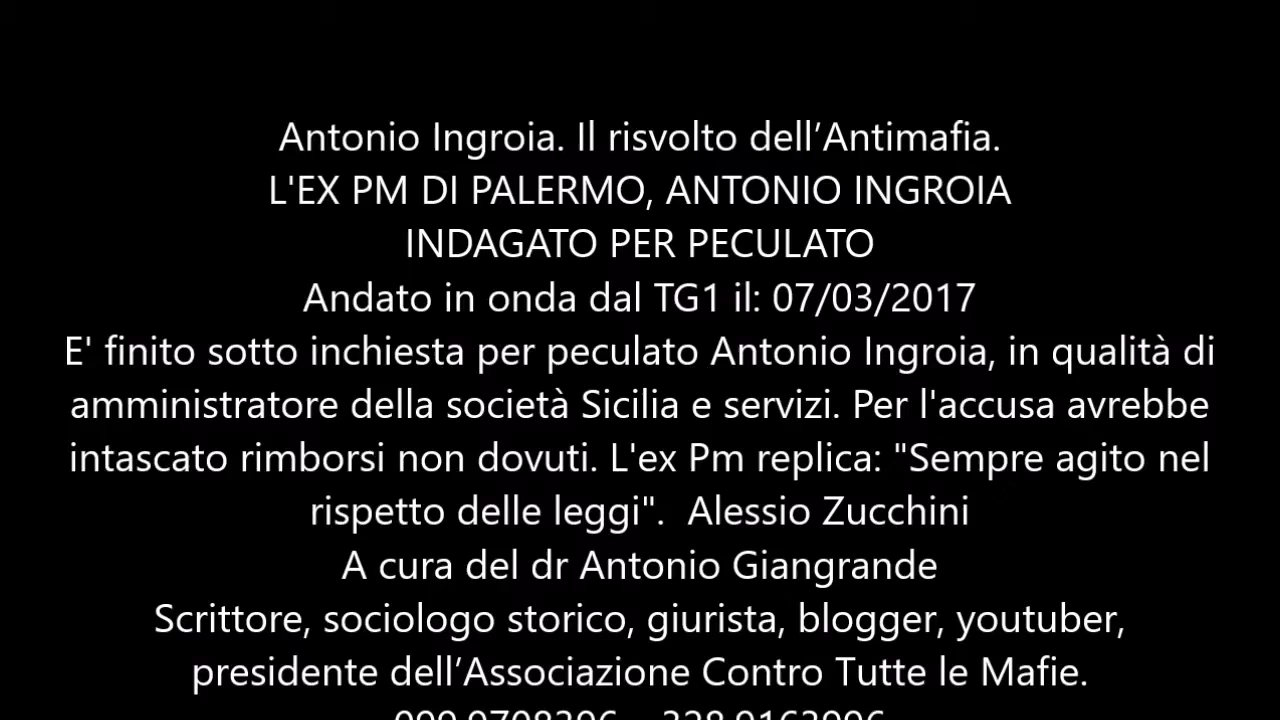 Antonio Ingroia. Il risvolto dell’Antimafia.
L'EX PM DI PALERMO, ANTONIO INGROIA
INDAGATO PER PECULATO
Andato in onda dal TG1 il: 07/03/2017
E' finito sotto inchiesta per peculato Antonio Ingroia, in qualità di
amministratore della società Sicilia e servizi. Per l'accusa avrebbe
intascato rimborsi non dovuti. L'ex Pm replica: "Sempre agito nel
rispetto delle leggi".  Alessio Zucchini
A cura del dr Antonio Giangrande
Scrittore, sociologo storico, giurista, blogger, youtuber,
presidente dell’Associazione Contro Tutte le Mafie.